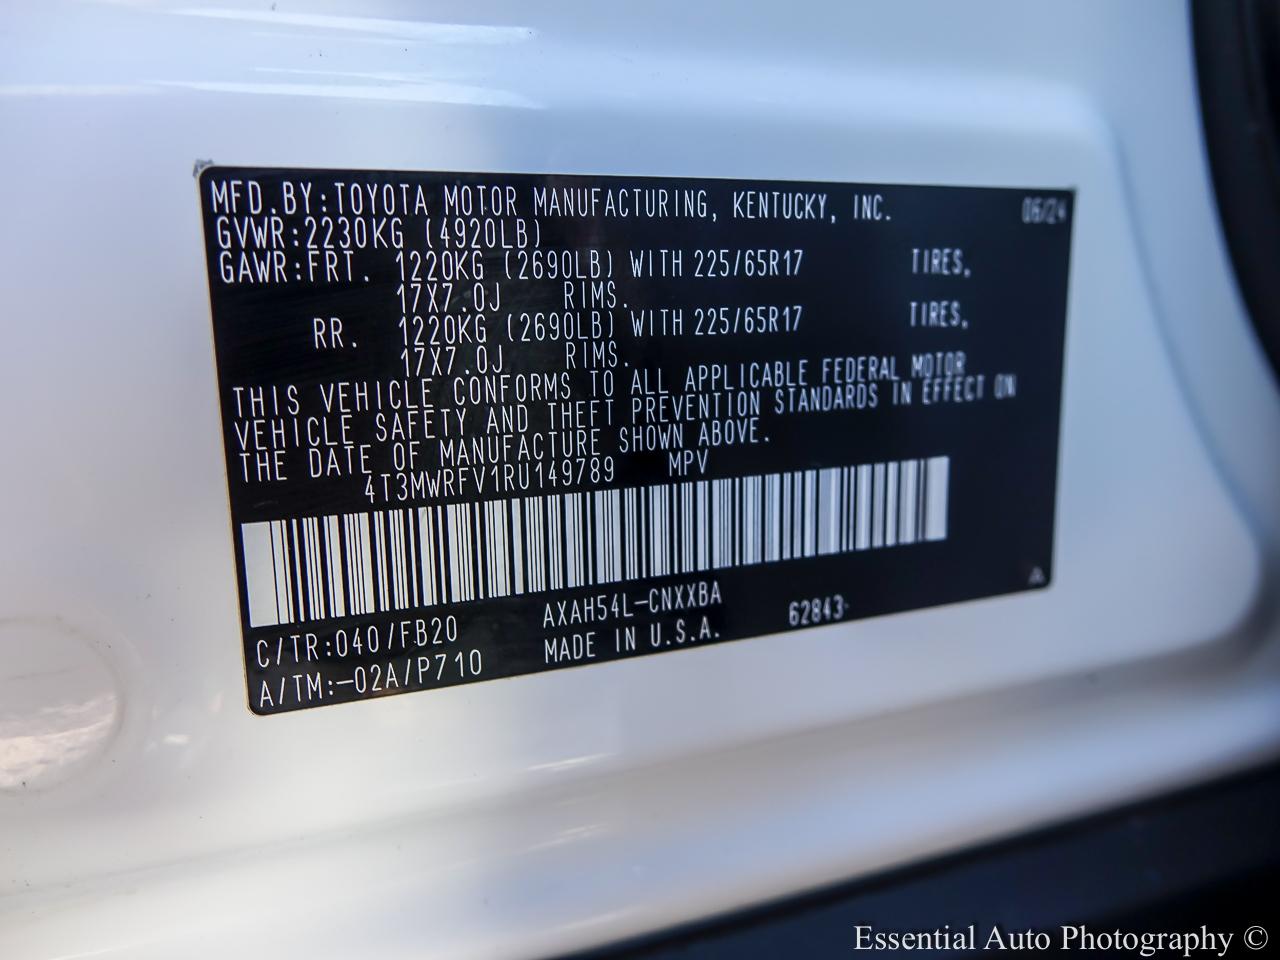 MFD.BY:TOYOTA MOTOR MANUFACTURING, KENTUCKY, INC. 06/24
GVWR:2230KG (4920LB)
GAWR:FRT. 1220KG (2690LB) WITH 225/65R17 TIRES,
17X7.0J RIMS.
RR. 1220KG (2690LB) WITH 225/65R17 TIRES,
17X7.0J RIMS.
THIS VEHICLE CONFORMS TO ALL APPLICABLE FEDERAL MOTOR
VEHICLE SAFETY AND THEFT PREVENTION STANDARDS IN EFFECT ON
THE DATE OF MANUFACTURE SHOWN ABOVE.
4T3MWRFV1RU149789 MPV
C/TR:040/FB20 AXAH54L-CNXXBA 62843
A/TM:-02A/P710 MADE IN U.S.A.
Essential Auto Photography ©